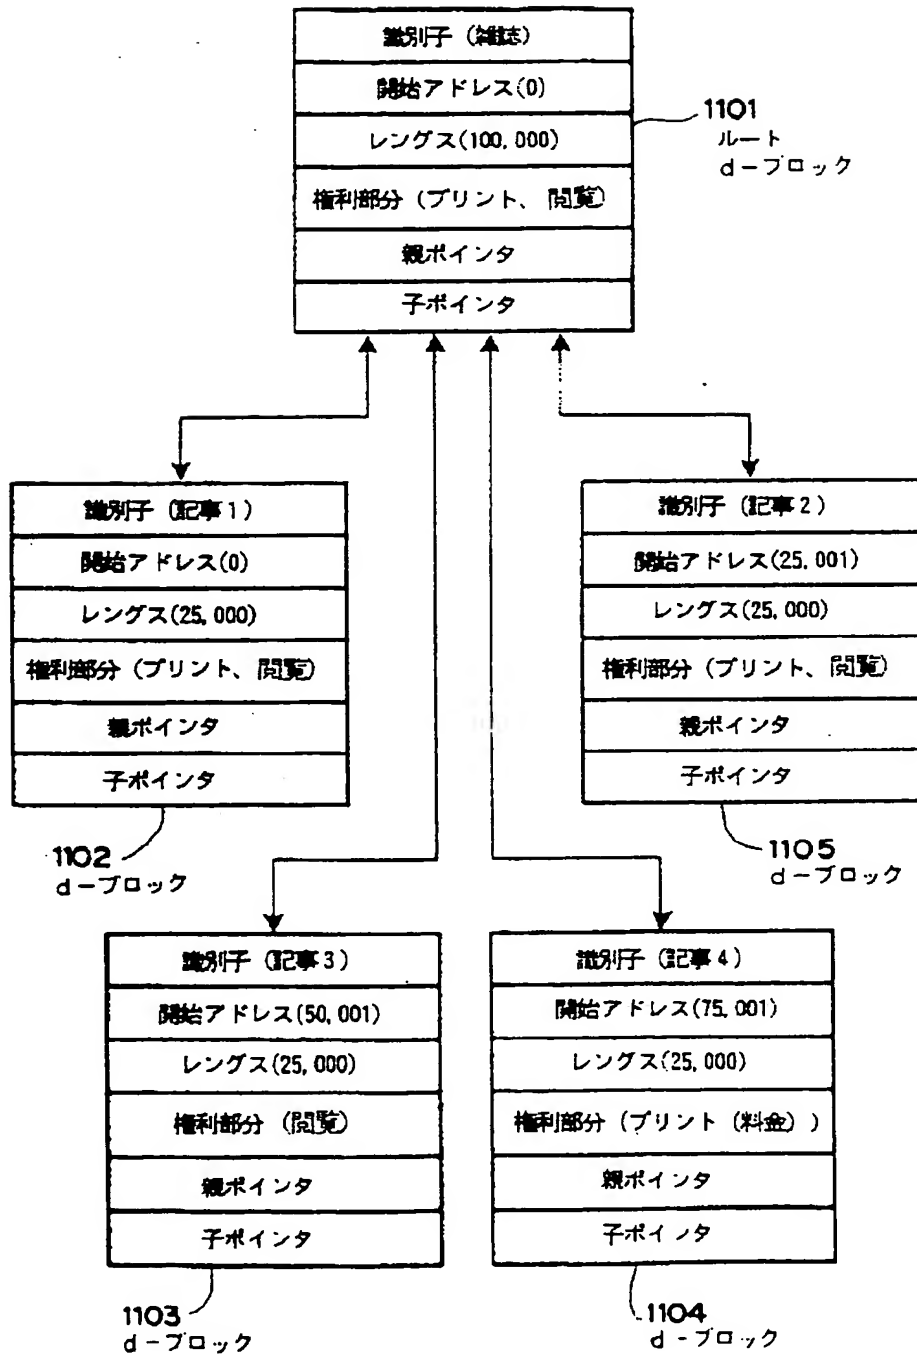 識別子 (雑誌)
開始アドレス(0)
レングス(100,000)
権利部分 (プリント、閲覧)
親ポインタ
子ポインタ
1101
ルート
d-ブロック
識別子 (記事1)
開始アドレス(0)
レングス(25,000)
権利部分 (プリント、閲覧)
親ポインタ
子ポインタ
1102
d-ブロック
識別子 (記事2)
開始アドレス(25,001)
レングス(25,000)
権利部分 (プリント、閲覧)
親ポインタ
子ポインタ
1105
d-ブロック
識別子 (記事3)
開始アドレス(50,001)
レングス(25,000)
権利部分 (閲覧)
親ポインタ
子ポインタ
1103
d-ブロック
識別子 (記事4)
開始アドレス(75,001)
レングス(25,000)
権利部分 (プリント (料金) )
親ポインタ
子ポインタ
1104
d-ブロック